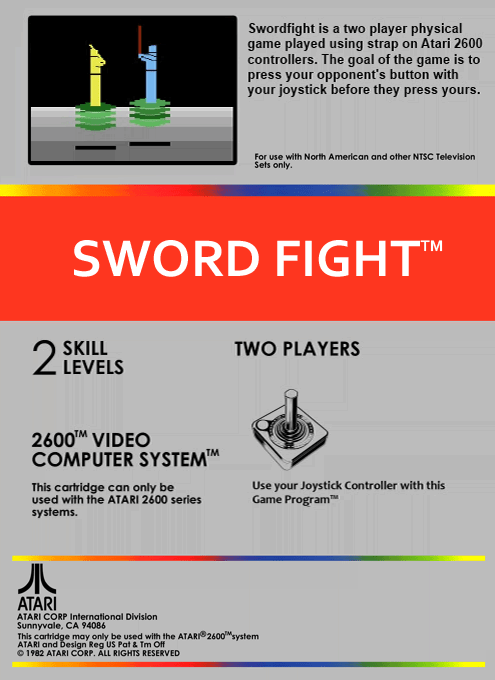 Swordfight is a two player physical
game played using strap on Atari 2600
controllers. The goal of the game is to
press your opponent's button with
your joystick before they press yours.
For use with North American and other NTSC Television
Sets only.
SWORD FIGHT™
2 SKILL
LEVELS
TWO PLAYERS
2600™ VIDEO
COMPUTER SYSTEM™
This cartridge can only be
used with the ATARI 2600 series
systems.
Use your Joystick Controller with this
Game Program™
ATARI
ATARI CORP International Division
Sunnyvale, CA 94086
This cartridge may only be used with the ATARI® 2600™system
ATARI and Design Reg US Pat & Tm Off
© 1982 ATARI CORP. ALL RIGHTS RESERVED